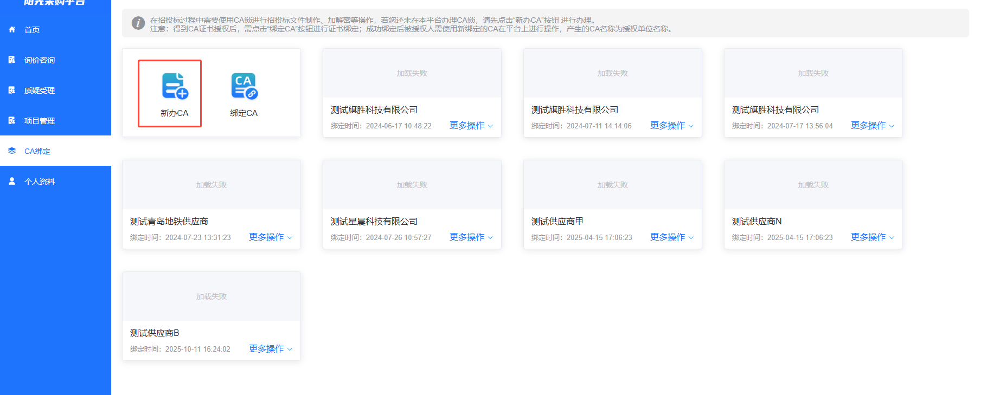 阳光采购平台
首页
询价咨询
质疑受理
项目管理
CA绑定
个人资料
在招投标过程中需要使用CA锁进行招投标文件制作、加解密等操作，若您还未在本平台办理CA锁，请先点击“新办CA”按钮 进行办理。
注意：得到CA证书授权后，需点击“绑定CA”按钮进行证书绑定；成功绑定后被授权人需使用新绑定的CA在平台上进行操作，产生的CA名称为授权单位名称。
CA
新办CA
绑定CA
加载失败
测试旗胜科技有限公司
绑定时间：2024-06-17 10:48:22 更多操作
加载失败
测试旗胜科技有限公司
绑定时间：2024-07-11 14:14:06 更多操作
加载失败
测试旗胜科技有限公司
绑定时间：2024-07-17 13:56:04 更多操作
加载失败
测试青岛地铁供应商
绑定时间：2024-07-23 13:31:23 更多操作
加载失败
测试星晨科技有限公司
绑定时间：2024-07-26 10:57:27 更多操作
加载失败
测试供应商甲
绑定时间：2025-04-15 17:06:23 更多操作
加载失败
测试供应商N
绑定时间：2025-04-15 17:06:23 更多操作
加载失败
测试供应商B
绑定时间：2025-10-11 16:24:02 更多操作